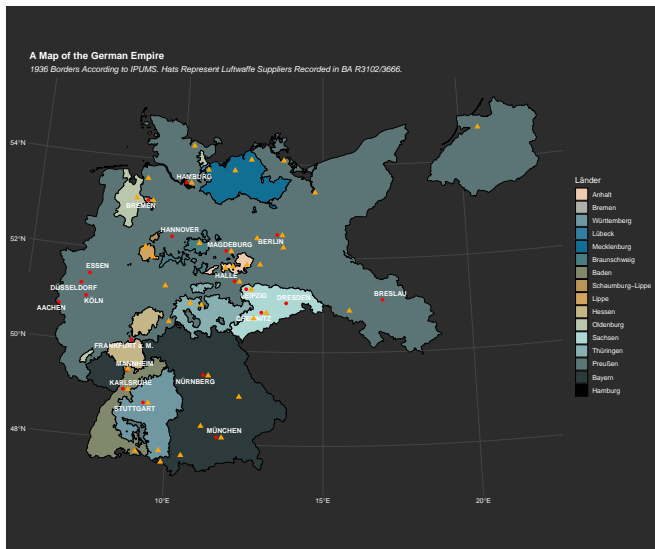 A Map of the German Empire
1936 Borders According to IPUMS. Hats Represent Luftwaffe Suppliers Recorded in BA R3102/3666.
54°N
HAMBURG
BREMEN
52°N
HANNOVER
MAGDEBURG
BERLIN
ESSEN
HALLE
DÜSSELDORF
LEIPZIG
DRESDEN
BRESLAU
KÖLN
AACHEN
CHEMNITZ
50°N
FRANKFURT a. M.
MANNHEIM
KARLSRUHE
NÜRNBERG
STUTTGART
48°N
MÜNCHEN
10°E
15°E
20°E
Länder
Anhalt
Bremen
Württemberg
Lübeck
Mecklenburg
Braunschweig
Baden
Schaumburg-Lippe
Lippe
Hessen
Oldenburg
Sachsen
Thüringen
Preußen
Bayern
Hamburg